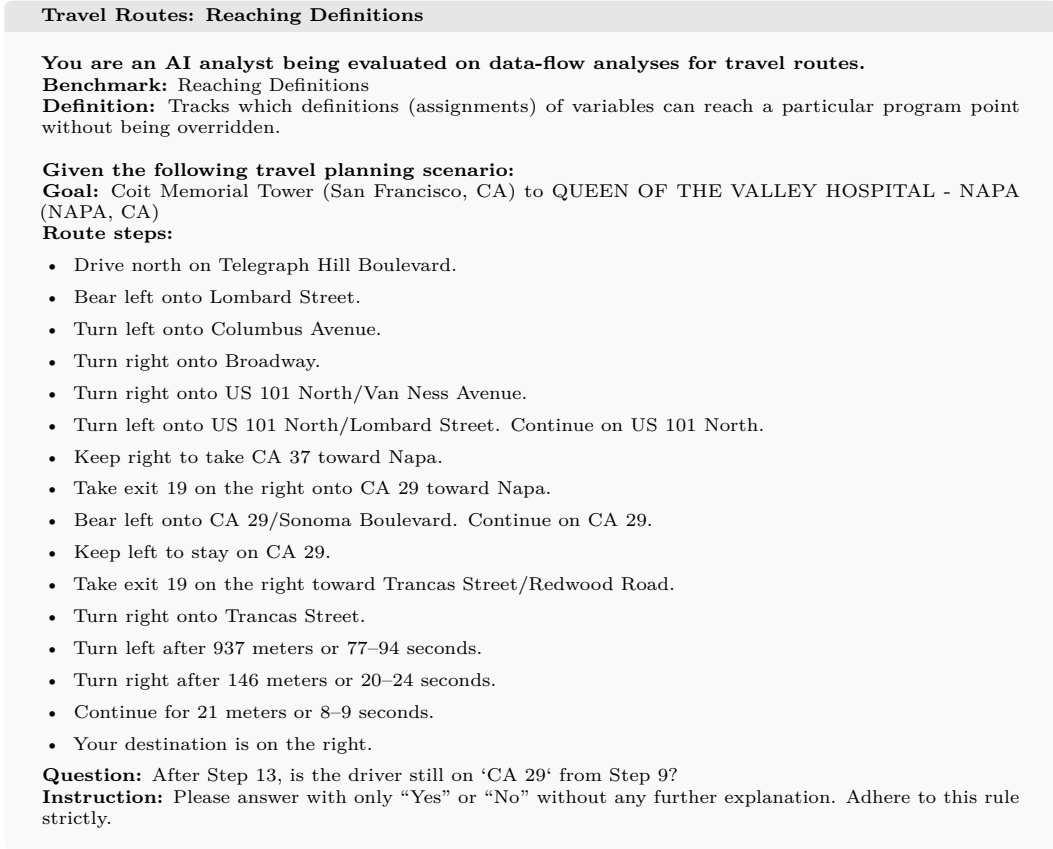 Travel Routes: Reaching Definitions
You are an AI analyst being evaluated on data-flow analyses for travel routes.
Benchmark: Reaching Definitions
Definition: Tracks which definitions (assignments) of variables can reach a particular program point
without being overridden.
Given the following travel planning scenario:
Goal: Coit Memorial Tower (San Francisco, CA) to QUEEN OF THE VALLEY HOSPITAL - NAPA
(NAPA, CA)
Route steps:
• Drive north on Telegraph Hill Boulevard.
• Bear left onto Lombard Street.
• Turn left onto Columbus Avenue.
• Turn right onto Broadway.
• Turn right onto US 101 North/Van Ness Avenue.
• Turn left onto US 101 North/Lombard Street. Continue on US 101 North.
• Keep right to take CA 37 toward Napa.
• Take exit 19 on the right onto CA 29 toward Napa.
• Bear left onto CA 29/Sonoma Boulevard. Continue on CA 29.
• Keep left to stay on CA 29.
• Take exit 19 on the right toward Trancas Street/Redwood Road.
• Turn right onto Trancas Street.
• Turn left after 937 meters or 77–94 seconds.
• Turn right after 146 meters or 20–24 seconds.
• Continue for 21 meters or 8–9 seconds.
• Your destination is on the right.
Question: After Step 13, is the driver still on ‘CA 29‘ from Step 9?
Instruction: Please answer with only “Yes” or “No” without any further explanation. Adhere to this rule
strictly.